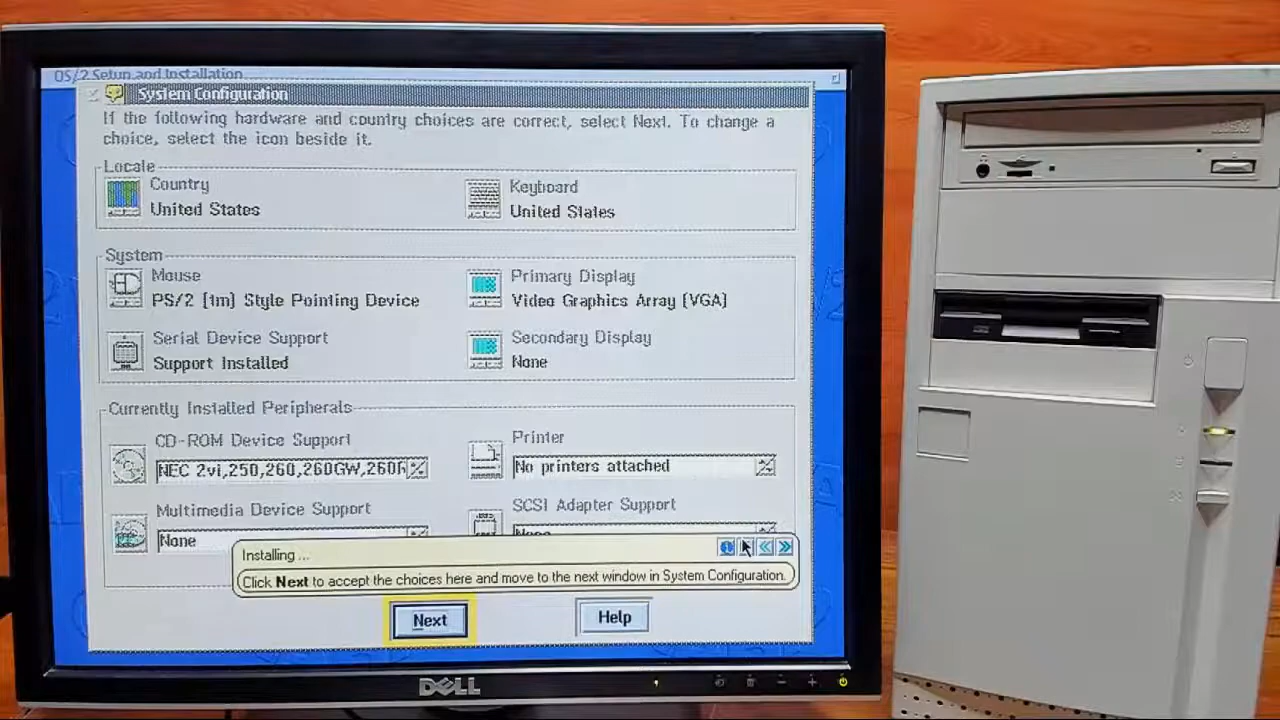 OS/2 Setup and Installation
System Configuration
If the following hardware and country choices are correct, select Next. To change a
choice, select the icon beside it.
Locale
Country
United States
Keyboard
United States
System
Mouse
PS/2 (tm) Style Pointing Device
Primary Display
Video Graphics Array (VGA)
Serial Device Support
Support Installed
Secondary Display
None
Currently Installed Peripherals
CD-ROM Device Support
NEC 2vi,250,260,260GW,260R
Printer
No printers attached
Multimedia Device Support
None
SCSI Adapter Support
None
Installing ...
Click Next to accept the choices here and move to the next window in System Configuration.
Next
Help
DELL